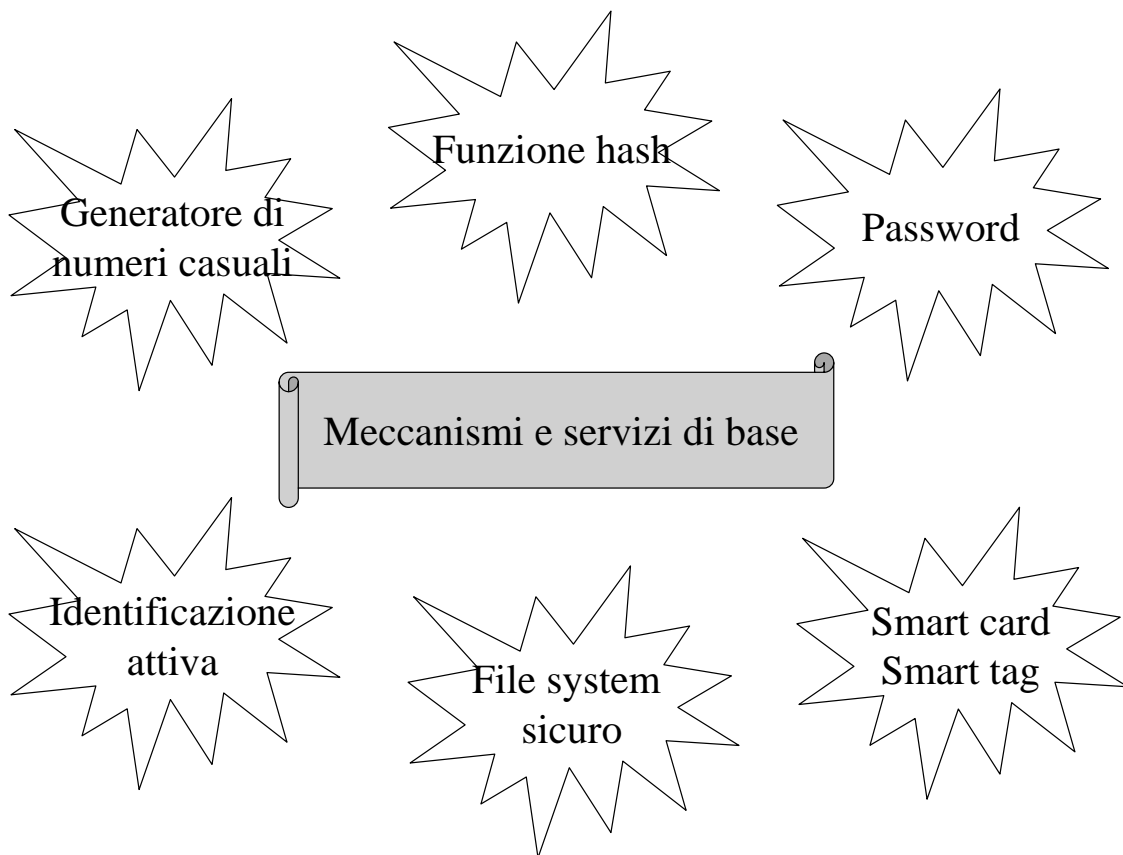 Funzione hash
Generatore di
numeri casuali
Password
Meccanismi e servizi di base
Identificazione
attiva
File system
sicuro
Smart card
Smart tag